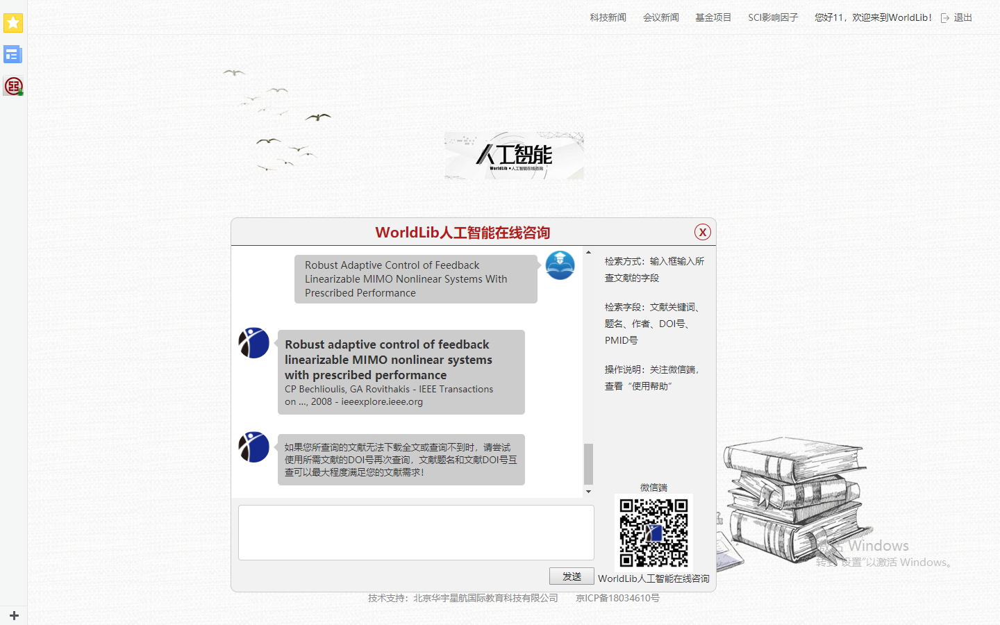 科技新闻 会议新闻 基金项目 SCI影响因子 您好11，欢迎来到WorldLib！ 退出
人工智能
WorldLib ●人工智能在线咨询
WorldLib人工智能在线咨询
X
Robust Adaptive Control of Feedback
Linearizable MIMO Nonlinear Systems With
Prescribed Performance
Robust adaptive control of feedback
linearizable MIMO nonlinear systems
with prescribed performance
CP Bechlioulis, GA Rovithakis - IEEE Transactions
on …, 2008 - ieeexplore.ieee.org
如果您所查询的文献无法下载全文或查询不到时，请尝试
使用所需文献的DOI号再次查询，文献题名和文献DOI号互
查可以最大程度满足您的文献需求！
发送
检索方式：输入框输入所
查文献的字段
检索字段：文献关键词、
题名、作者、DOI号、
PMID号
操作说明：关注微信端，
查看“使用帮助”
微信端
WorldLib人工智能在线咨询
激活 Windows
转到“设置”以激活 Windows。
技术支持：北京华宇星航国际教育科技有限公司 京ICP备18034610号